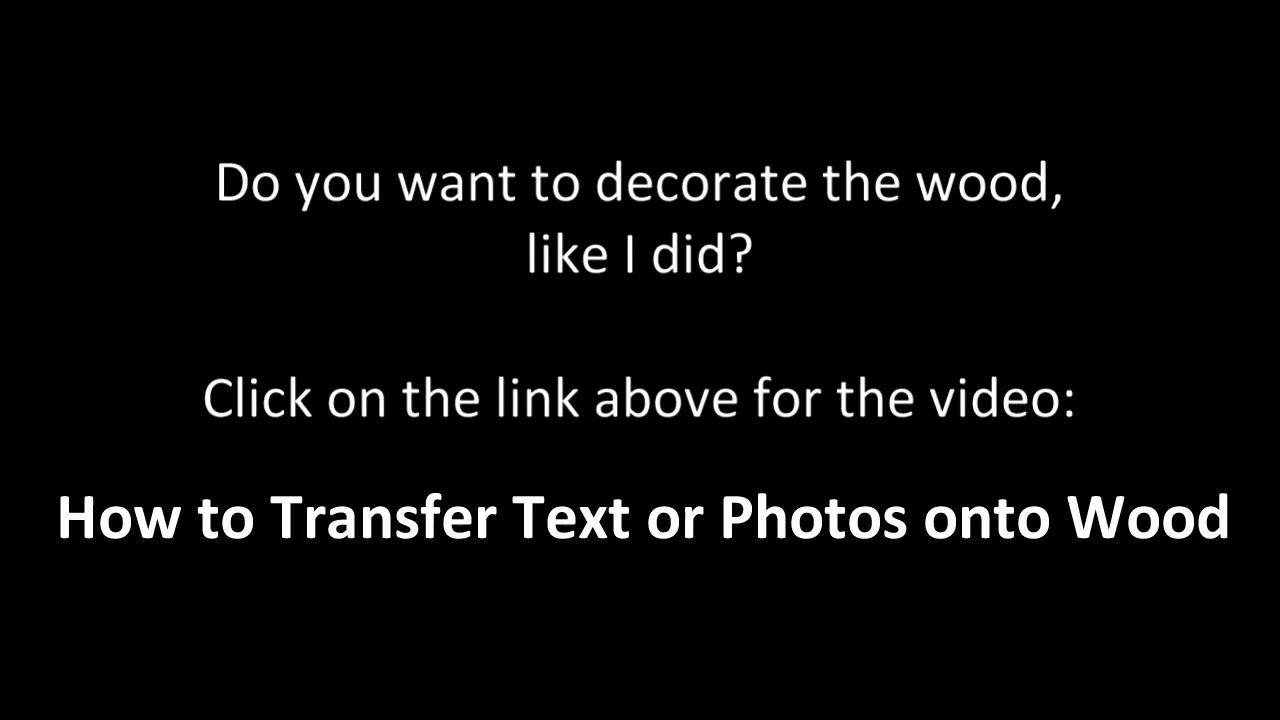 Do you want to decorate the wood,
like I did?
Click on the link above for the video:
How to Transfer Text or Photos onto Wood